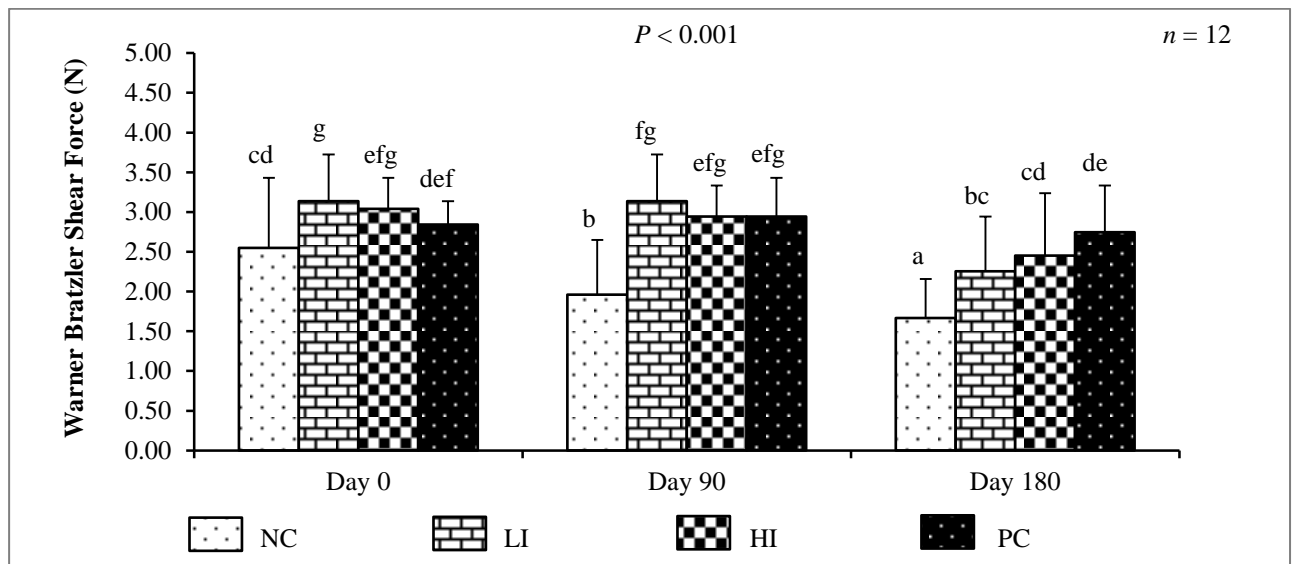 P < 0.001
n = 12
Warner Bratzler Shear Force (N)
5.00
4.50
4.00
3.50
3.00
2.50
2.00
1.50
1.00
0.50
0.00
cd
g
efg
def
b
fg
efg
efg
a
bc
cd
de
Day 0
Day 90
Day 180
NC
LI
HI
PC